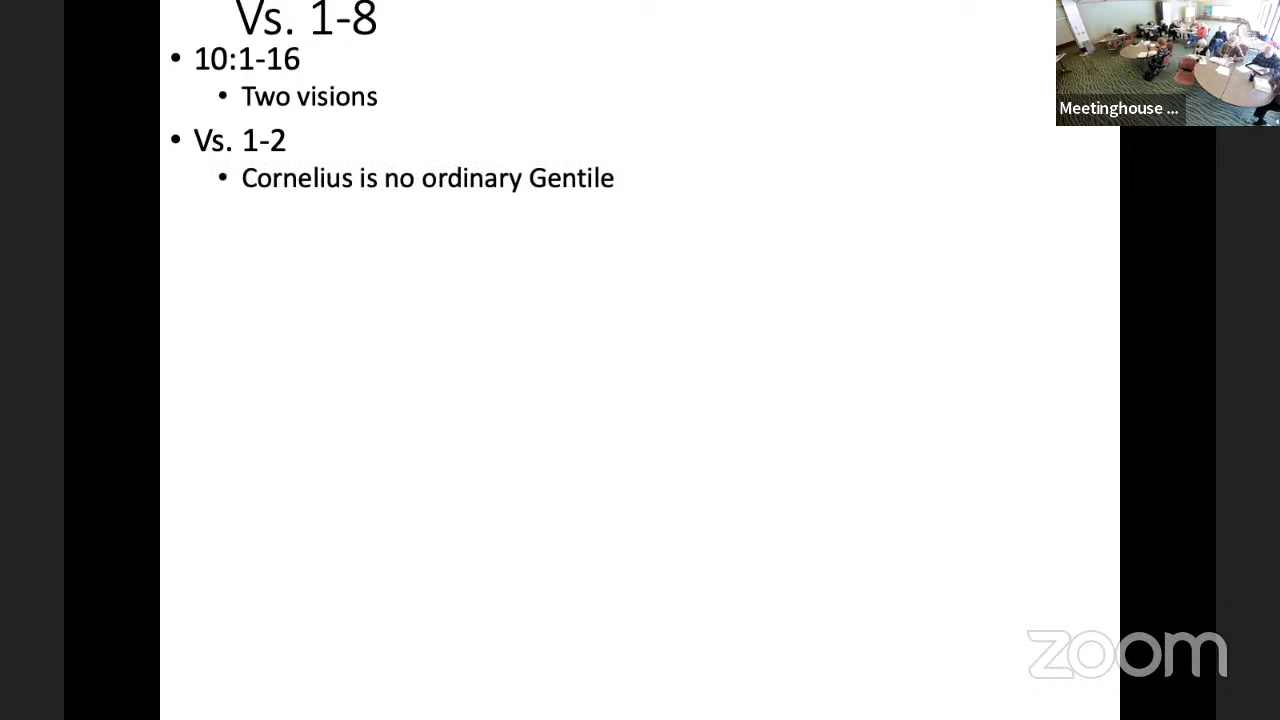 Vs. 1-8
• 10:1-16
• Two visions
• Vs. 1-2
• Cornelius is no ordinary Gentile
Meetinghouse ...
zoom